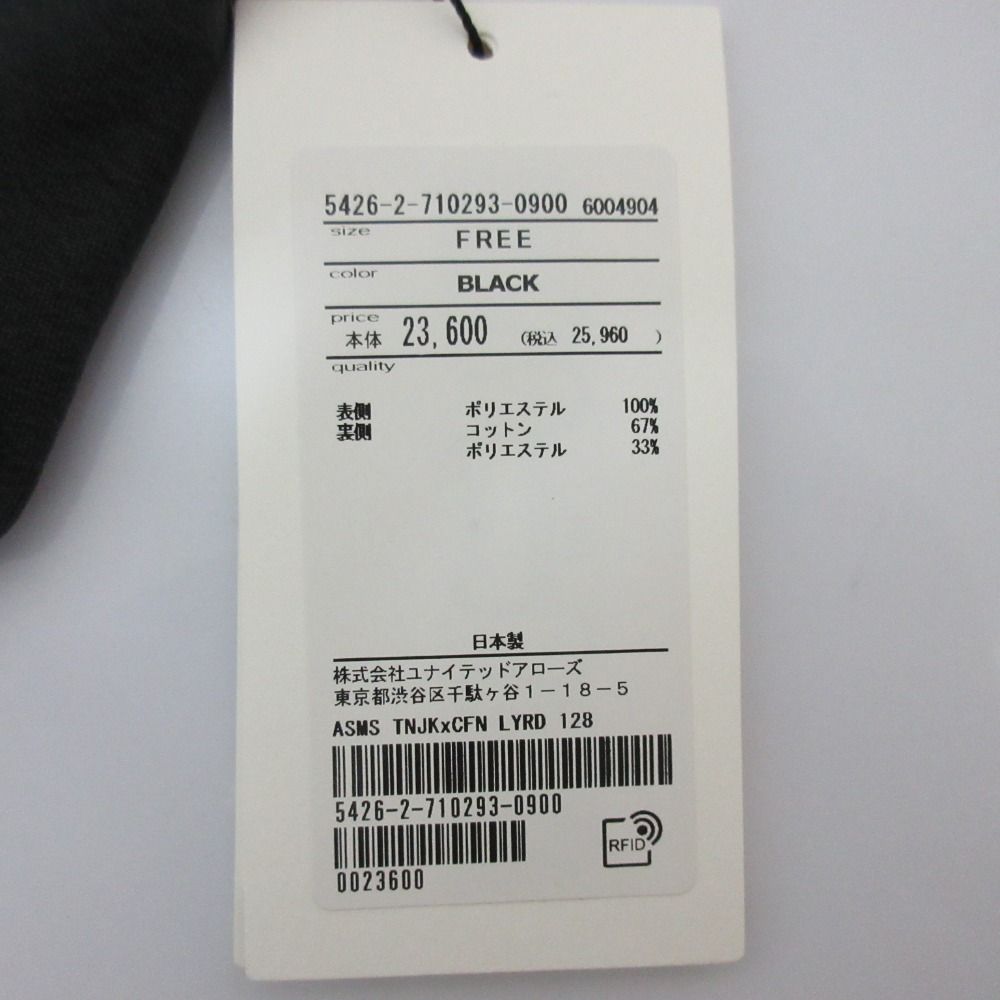 5426-2-710293-0900 6004904
size FREE
color BLACK
price 本体 23,600 (税込 25,960 )
quality
表側 ポリエステル 100%
裏側 コットン 67%
ポリエステル 33%
日本製
株式会社ユナイテッドアローズ
東京都渋谷区千駄ヶ谷1-18-5
ASMS TNJKxCFN LYRD 128
5426-2-710293-0900
RFID
0023600